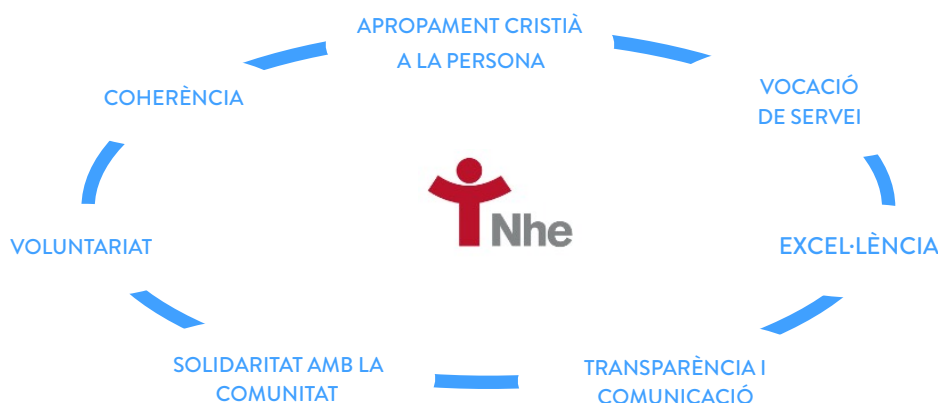 APROPAMENT CRISTIÀ
A LA PERSONA
VOCACIÓ
DE SERVEI
COHERÈNCIA
Nhe
VOLUNTARIAT
EXCEL·LÈNCIA
SOLIDARITAT AMB LA
COMUNITAT
TRANSPARÈNCIA I
COMUNICACIÓ